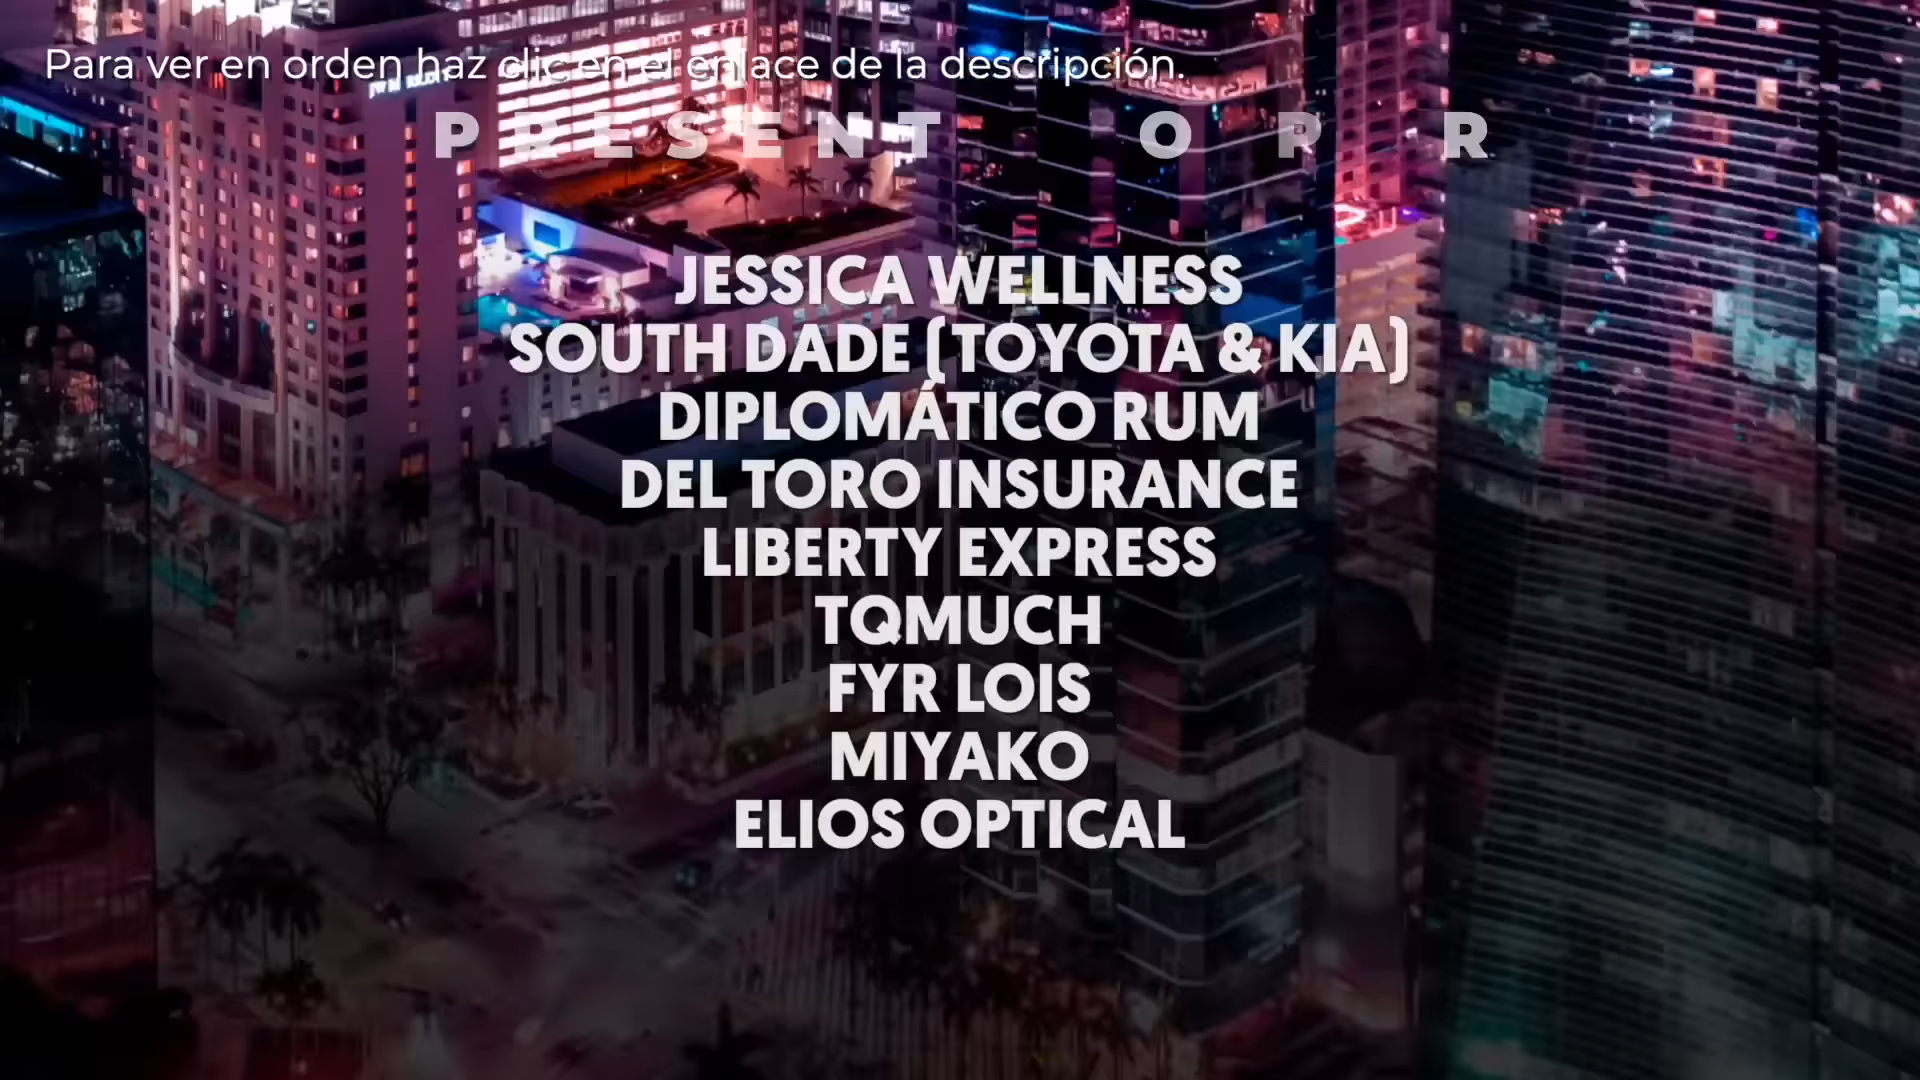 Para ver en orden haz clic en el enlace de la descripción.
PRESENT O P R
JESSICA WELLNESS
SOUTH DADE (TOYOTA & KIA)
DIPLOMÁTICO RUM
DEL TORO INSURANCE
LIBERTY EXPRESS
TQMUCH
FYR LOIS
MIYAKO
ELIOS OPTICAL